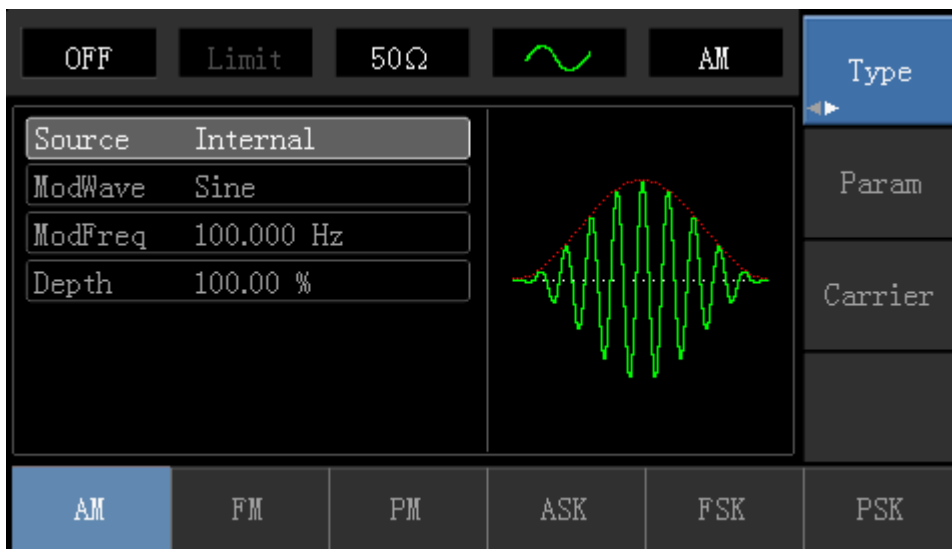 OFF Limit 50Ω AM Type
Source Internal
ModWave Sine
ModFreq 100.000 Hz
Depth 100.00 %
Param
Carrier
AM FM PM ASK FSK PSK